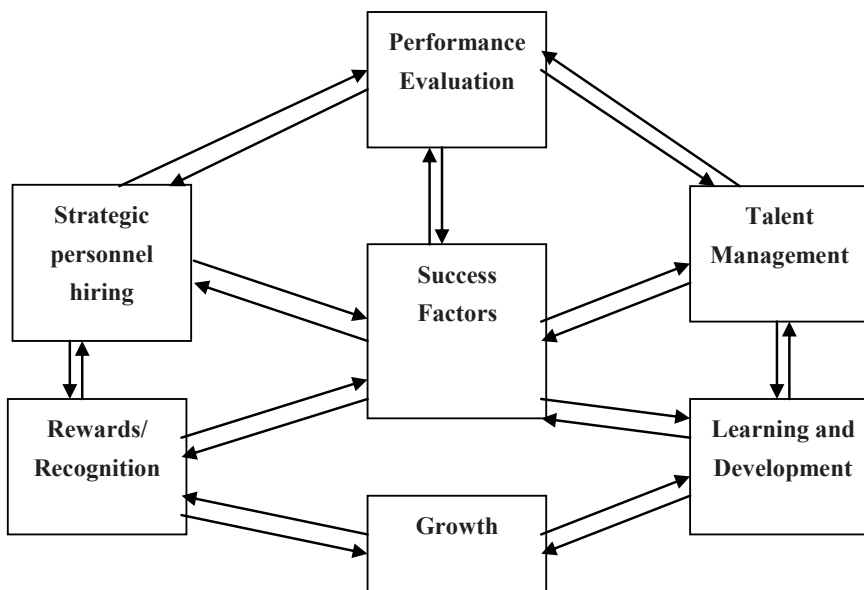 Performance
Evaluation
Strategic
personnel
hiring
Talent
Management
Success
Factors
Rewards/
Recognition
Learning and
Development
Growth